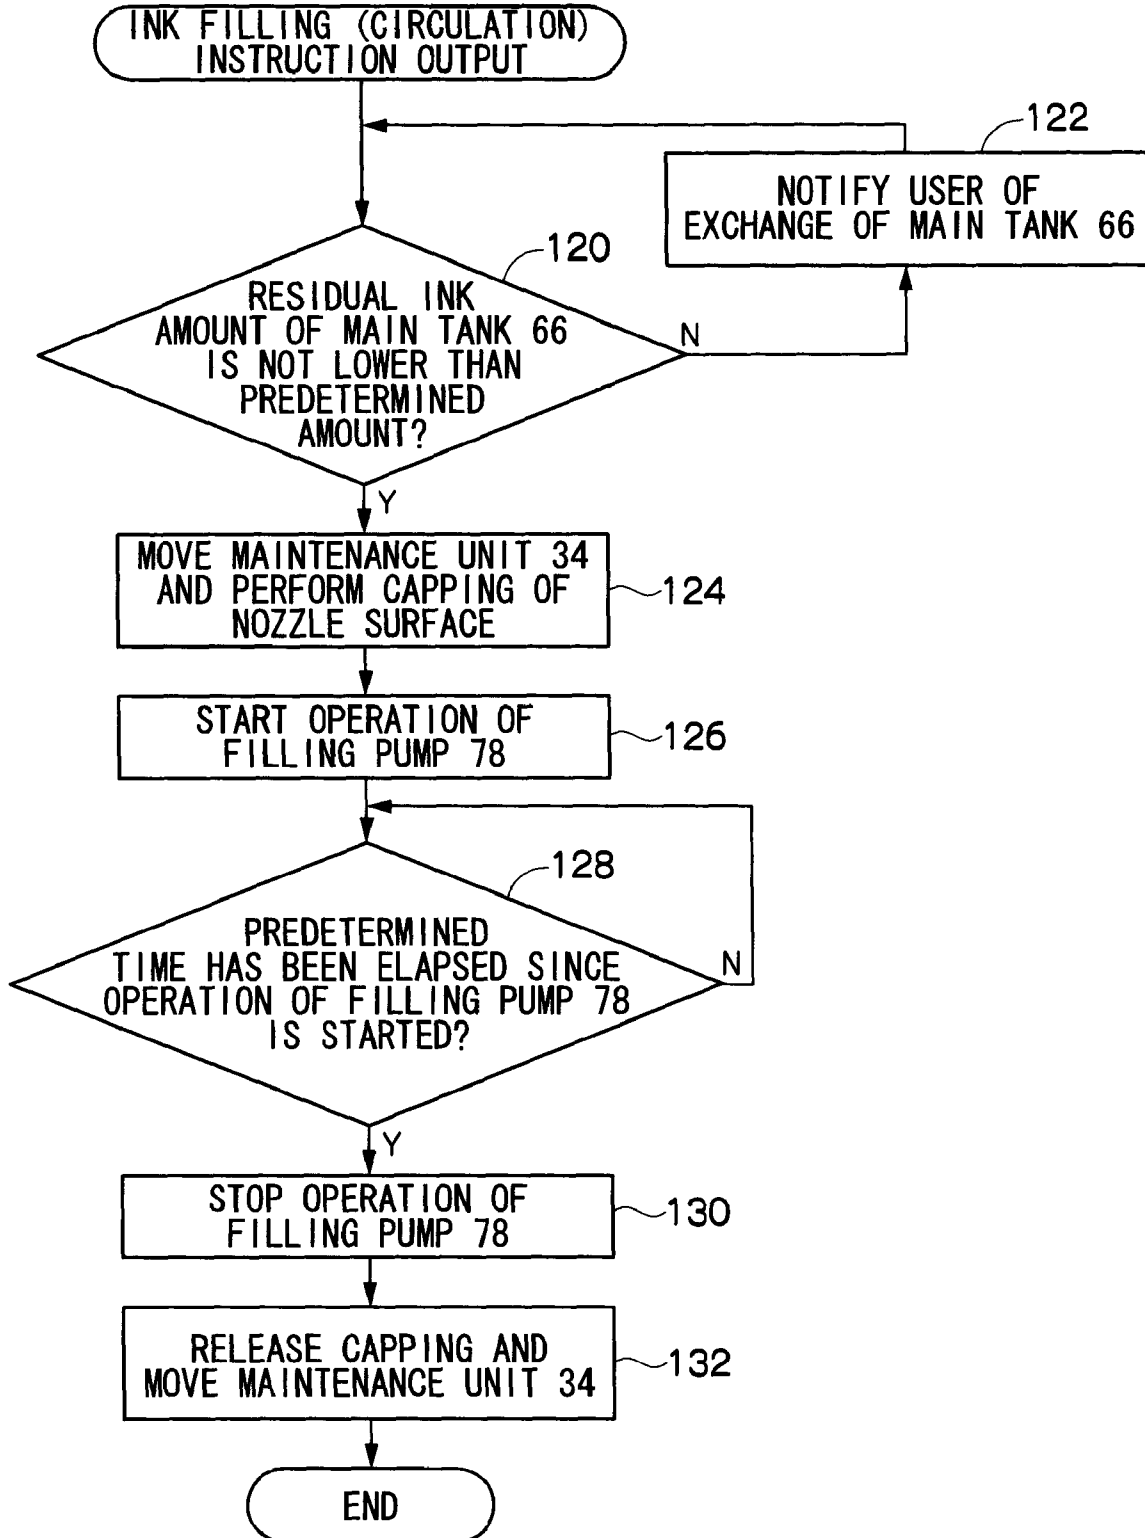 INK FILLING (CIRCULATION)
INSTRUCTION OUTPUT
122
NOTIFY USER OF
EXCHANGE OF MAIN TANK 66
120
RESIDUAL INK
AMOUNT OF MAIN TANK 66
IS NOT LOWER THAN
PREDETERMINED
AMOUNT?
N
Y
MOVE MAINTENANCE UNIT 34
AND PERFORM CAPPING OF
NOZZLE SURFACE
124
START OPERATION OF
FILLING PUMP 78
126
128
PREDETERMINED
TIME HAS BEEN ELAPSED SINCE
OPERATION OF FILLING PUMP 78
IS STARTED?
N
Y
STOP OPERATION OF
FILLING PUMP 78
130
RELEASE CAPPING AND
MOVE MAINTENANCE UNIT 34
132
END